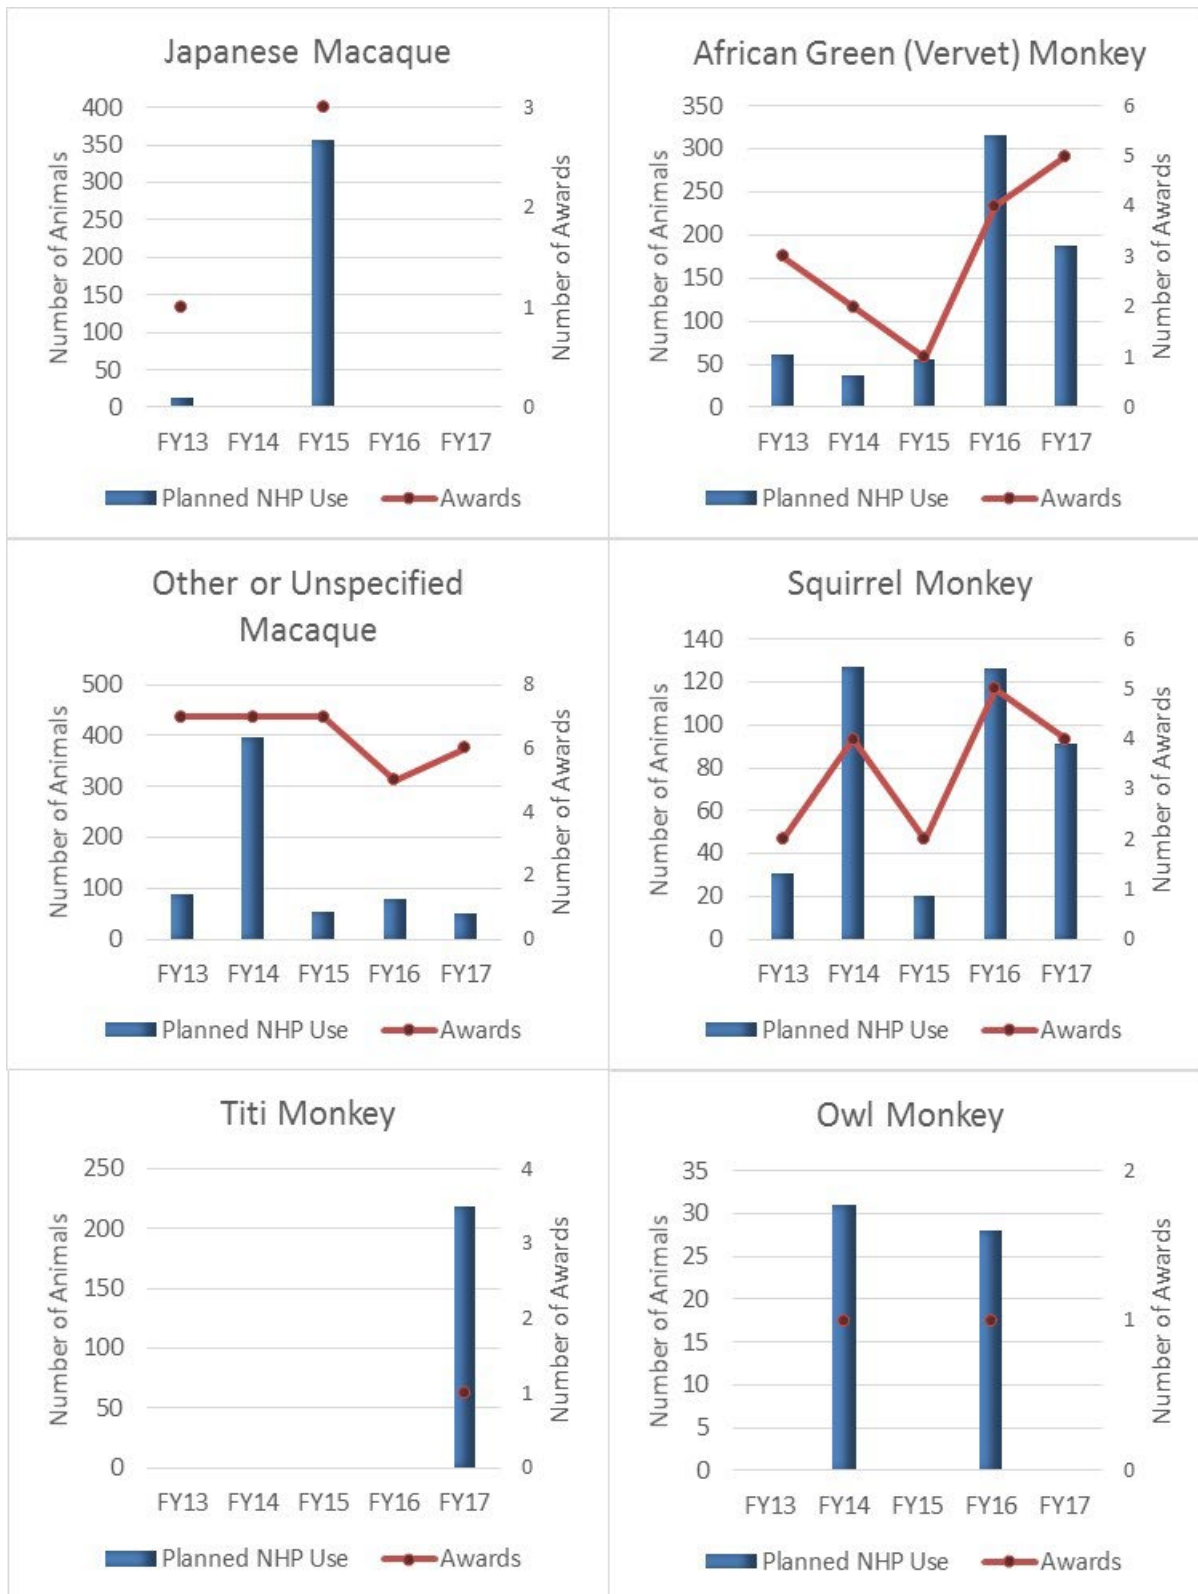 Japanese Macaque
Number of Animals
400
350
300
250
200
150
100
50
0
3
2
1
0
Number of Awards
FY13 FY14 FY15 FY16 FY17
Planned NHP Use Awards
African Green (Vervet) Monkey
Number of Animals
350
300
250
200
150
100
50
0
6
5
4
3
2
1
0
Number of Awards
FY13 FY14 FY15 FY16 FY17
Planned NHP Use Awards
Other or Unspecified
Macaque
Number of Animals
500
400
300
200
100
0
8
6
4
2
0
Number of Awards
FY13 FY14 FY15 FY16 FY17
Planned NHP Use Awards
Squirrel Monkey
Number of Animals
140
120
100
80
60
40
20
0
6
5
4
3
2
1
0
Number of Awards
FY13 FY14 FY15 FY16 FY17
Planned NHP Use Awards
Titi Monkey
Number of Animals
250
200
150
100
50
0
4
3
2
1
0
Number of Awards
FY13 FY14 FY15 FY16 FY17
Planned NHP Use Awards
Owl Monkey
Number of Animals
35
30
25
20
15
10
5
0
2
1
0
Number of Awards
FY13 FY14 FY15 FY16 FY17
Planned NHP Use Awards